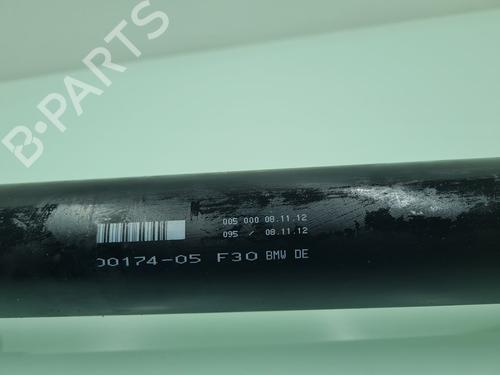 B-PARTS
005 000 08.11.12
095 / 08.11.12
00174-05 F30 BMW DE